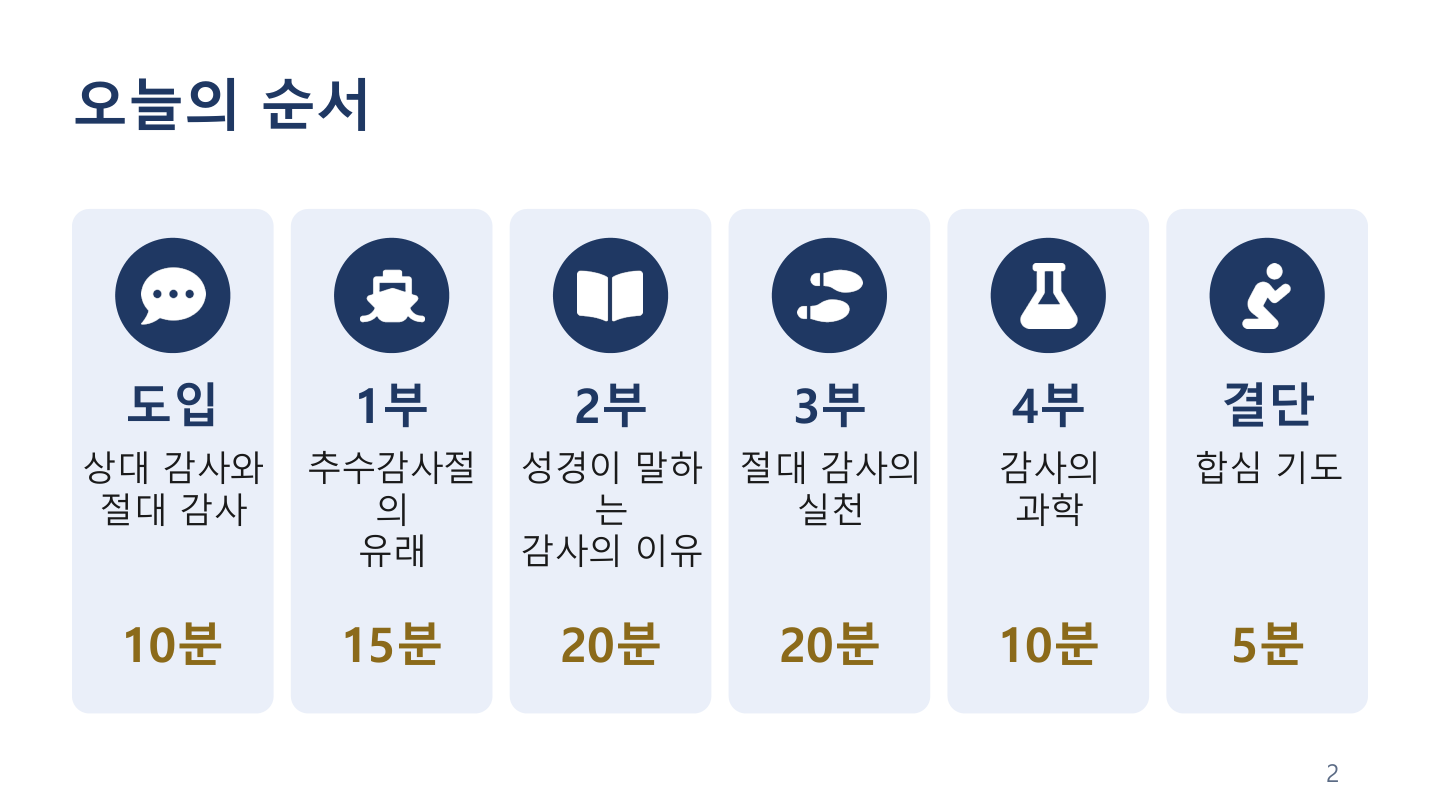 오늘의 순서
도입
상대 감사와
절대 감사
10분
1부
추수감사절
의
유래
15분
2부
성경이 말하
는
감사의 이유
20분
3부
절대 감사의
실천
20분
4부
감사의
과학
10분
결단
합심 기도
5분
2